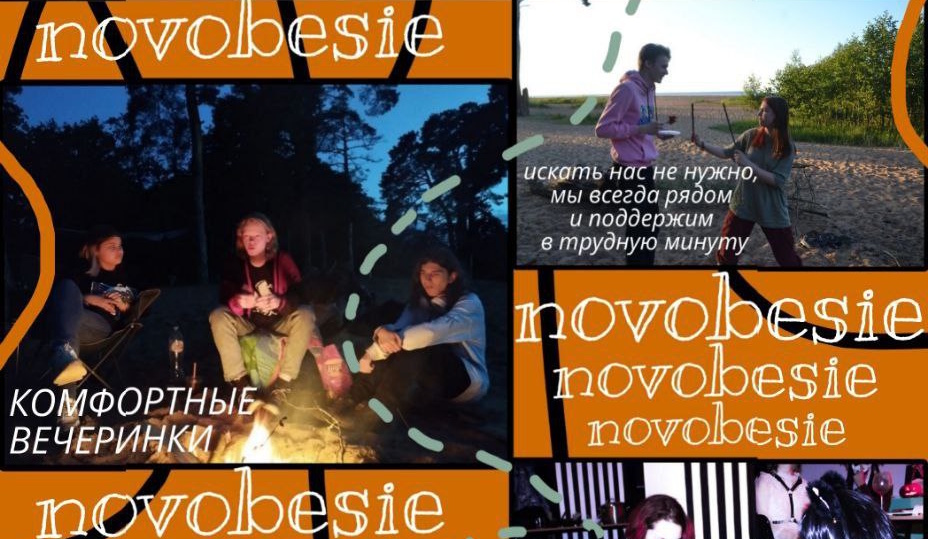 novobesie
КОМФОРТНЫЕ
ВЕЧЕРИНКИ
novobesie
искать нас не нужно,
мы всегда рядом
и поддержим
в трудную минуту
novobesie
novobesie
novobesie